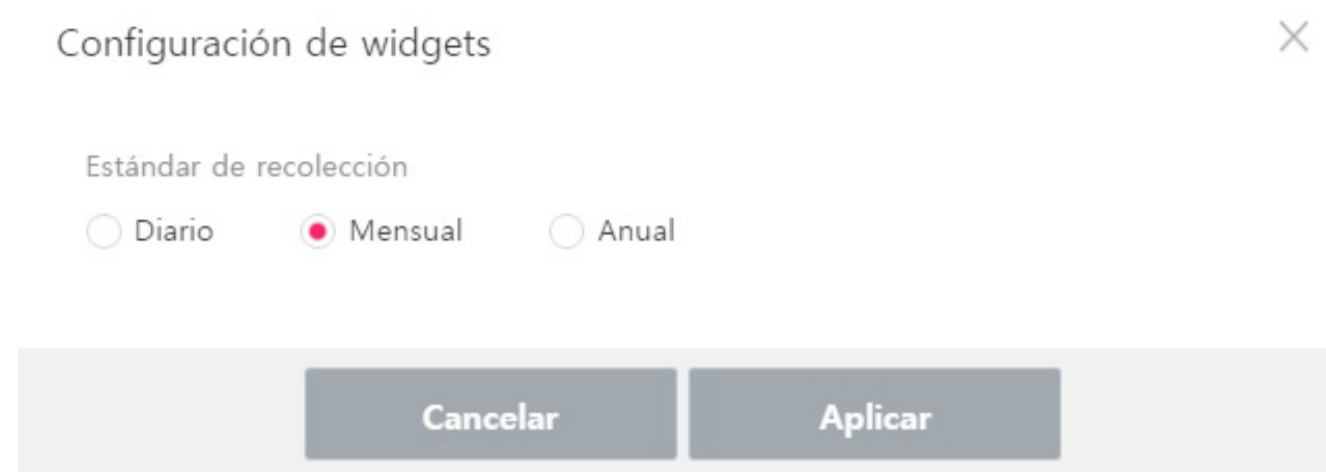 Configuración de widgets
Estándar de recolección
Diario Mensual Anual
Cancelar Aplicar